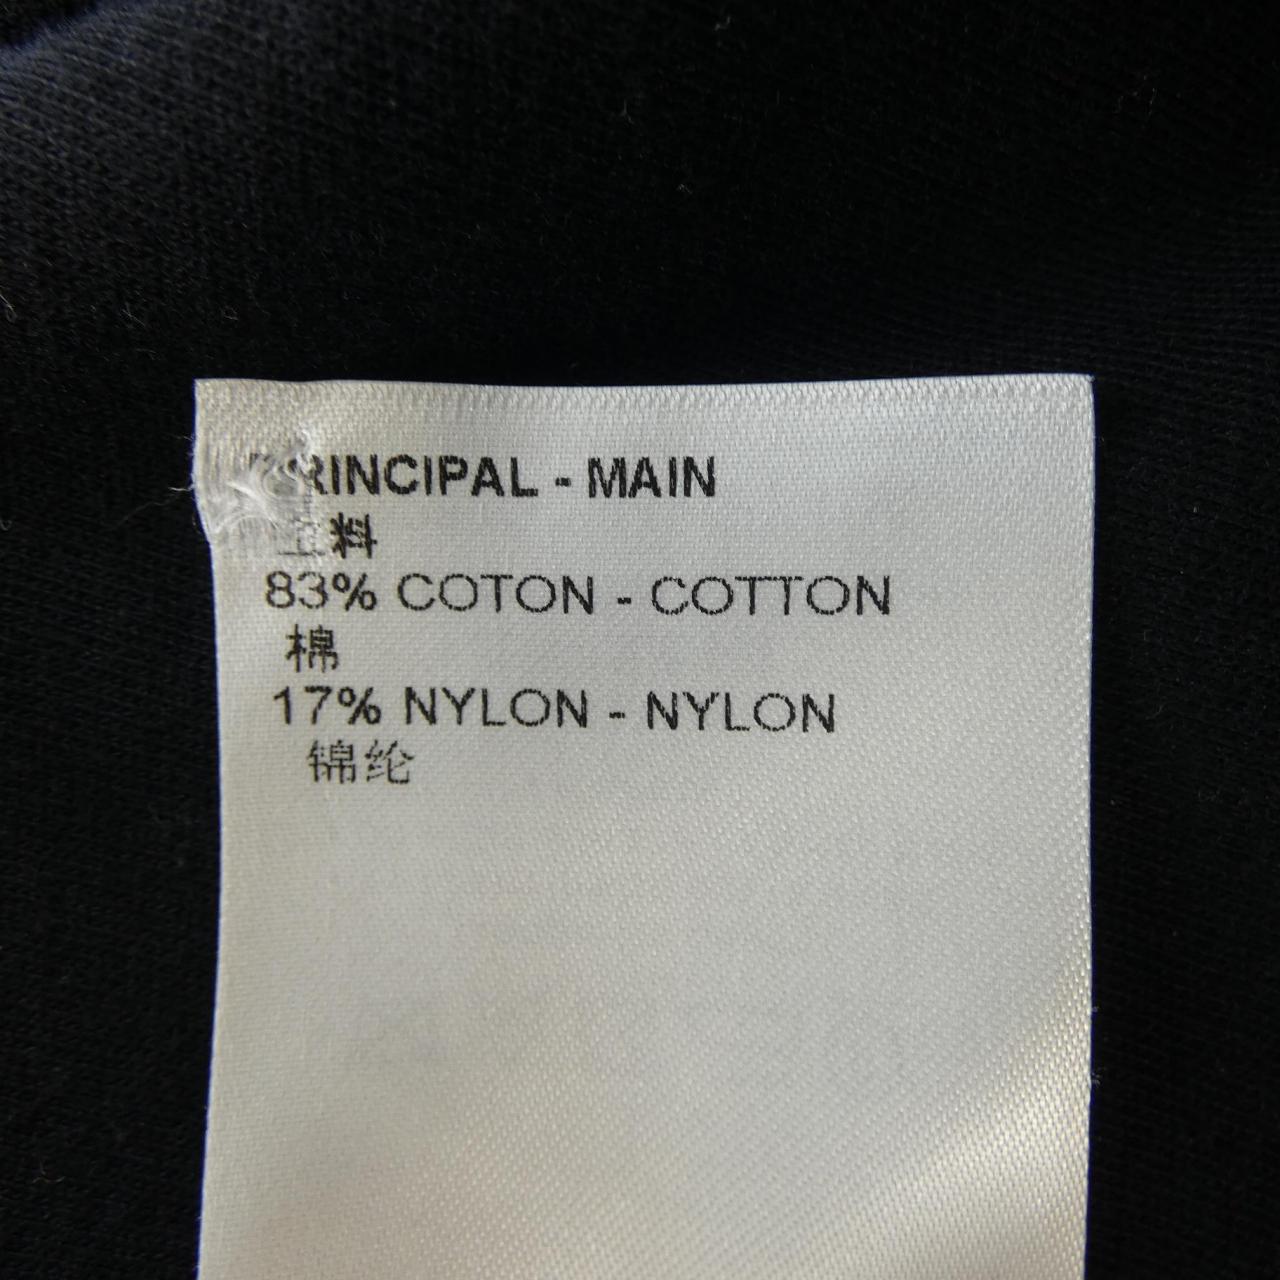 PRINCIPAL - MAIN
主料
83% COTON - COTTON
棉
17% NYLON - NYLON
锦纶